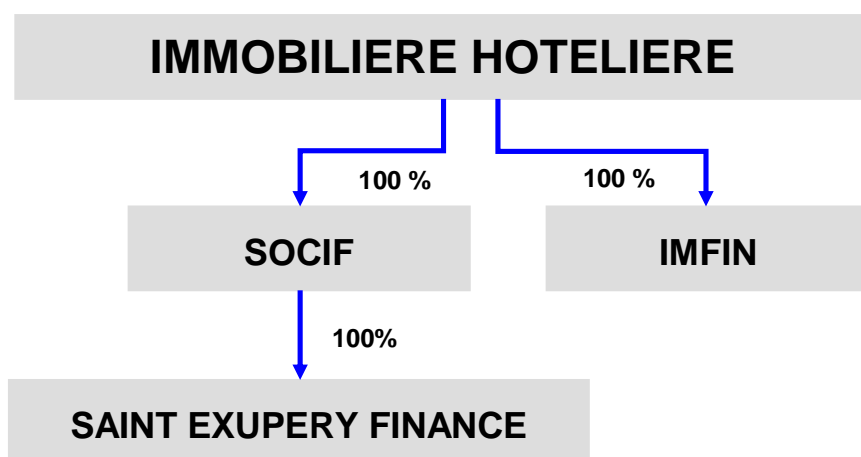 IMMOBILIERE HOTELIERE
100 %
100 %
SOCIF
IMFIN
100%
SAINT EXUPERY FINANCE